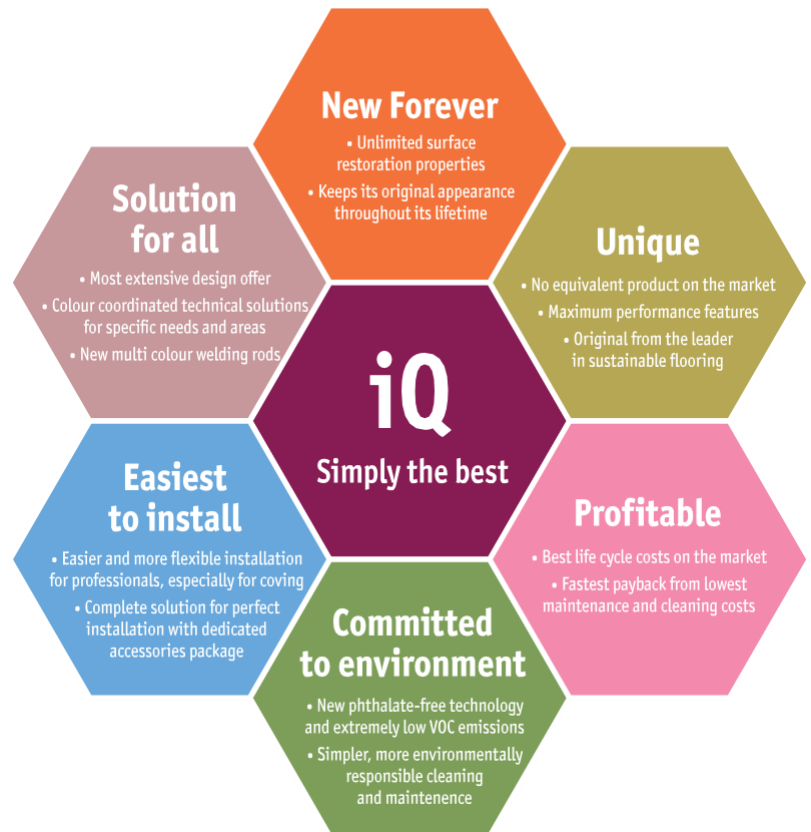 New Forever
• Unlimited surface
restoration properties
• Keeps its original appearance
throughout its lifetime
Solution
for all
• Most extensive design offer
• Colour coordinated technical solutions
for specific needs and areas
• New multi colour welding rods
Unique
• No equivalent product on the market
• Maximum performance features
• Original from the leader
in sustainable flooring
iQ
Simply the best
Easiest
to install
• Easier and more flexible installation
for professionals, especially for coving
• Complete solution for perfect
installation with dedicated
accessories package
Profitable
• Best life cycle costs on the market
• Fastest payback from lowest
maintenance and cleaning costs
Committed
to environment
• New phthalate-free technology
and extremely low VOC emissions
• Simpler, more environmentally
responsible cleaning
and maintenence